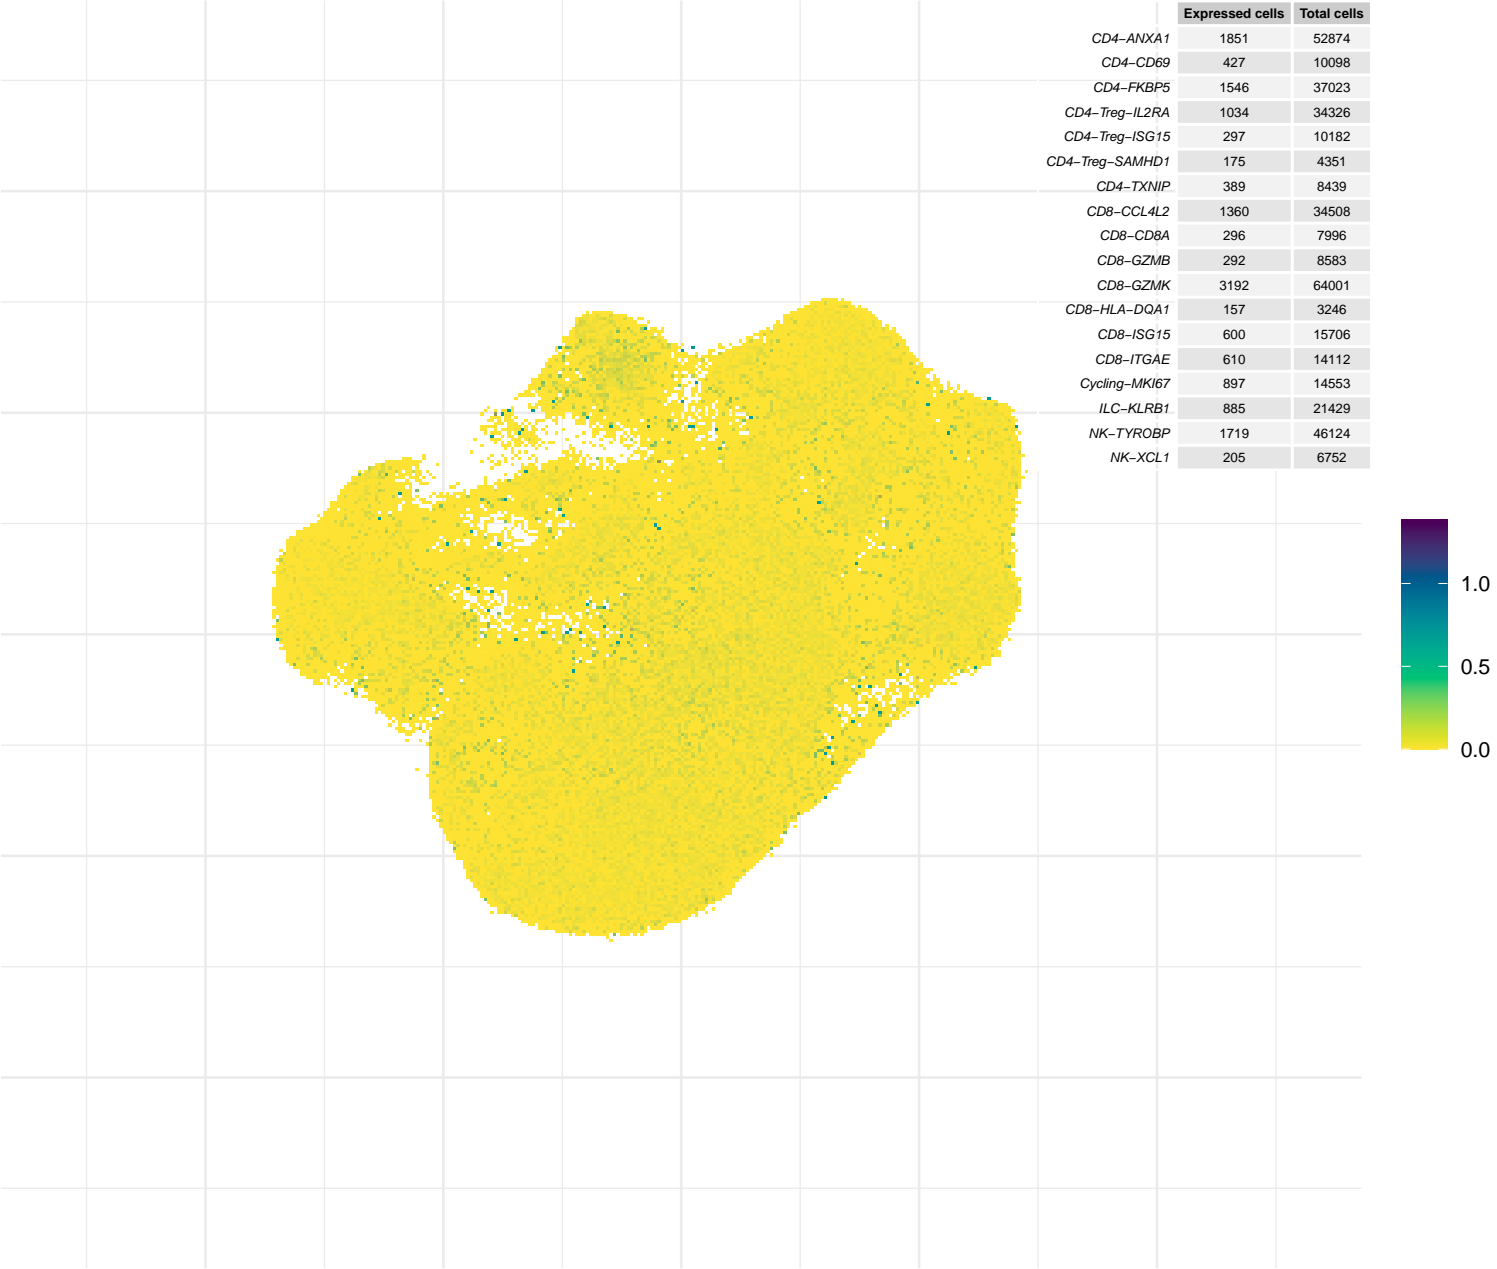 Expressed cells Total cells
CD4−ANXA1 1851 52874
CD4−CD69 427 10098
CD4−FKBP5 1546 37023
CD4−Treg−IL2RA 1034 34326
CD4−Treg−ISG15 297 10182
CD4−Treg−SAMHD1 175 4351
CD4−TXNIP 389 8439
CD8−CCL4L2 1360 34508
CD8−CD8A 296 7996
CD8−GZMB 292 8583
CD8−GZMK 3192 64001
CD8−HLA−DQA1 157 3246
CD8−ISG15 600 15706
CD8−ITGAE 610 14112
Cycling−MKI67 897 14553
ILC−KLRB1 885 21429
NK−TYROBP 1719 46124
NK−XCL1 205 6752
1.0
0.5
0.0